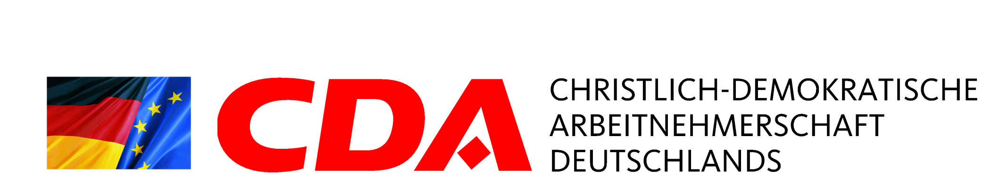 CDA
CHRISTLICH-DEMOKRATISCHE
ARBEITNEHMERSCHAFT
DEUTSCHLANDS